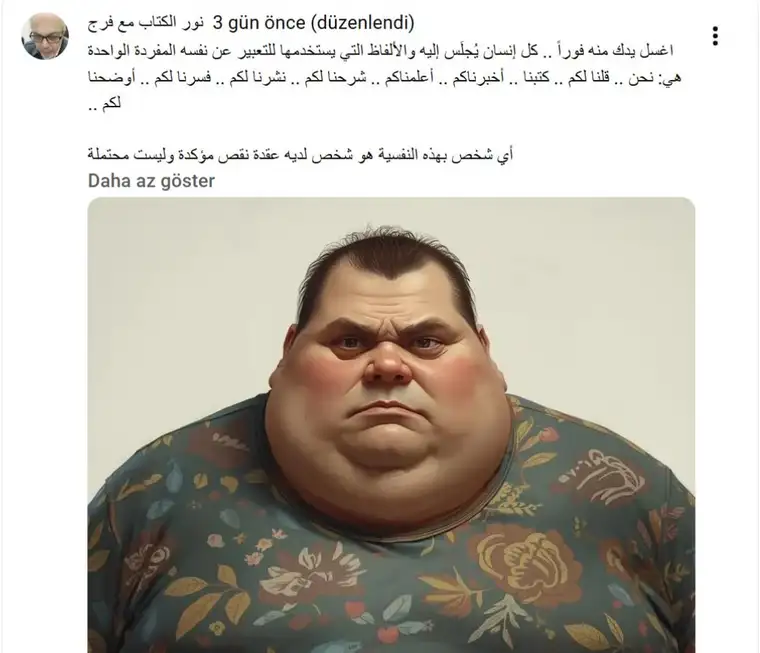 نور الكتاب مع فرج 3 gün önce (düzenlendi)
اغسل يدك منه فوراً .. كل إنسان يُجلَس إليه والألفاظ التي يستخدمها للتعبير عن نفسه المفردة الواحدة
هي: نحن .. قلنا لكم .. كتبنا .. أخبرناكم .. أعلمناكم .. شرحنا لكم .. نشرنا لكم .. فسرنا لكم .. أوضحنا
لكم ..
أي شخص بهذه النفسية هو شخص لديه عقدة نقص مؤكدة وليست محتملة
Daha az göster